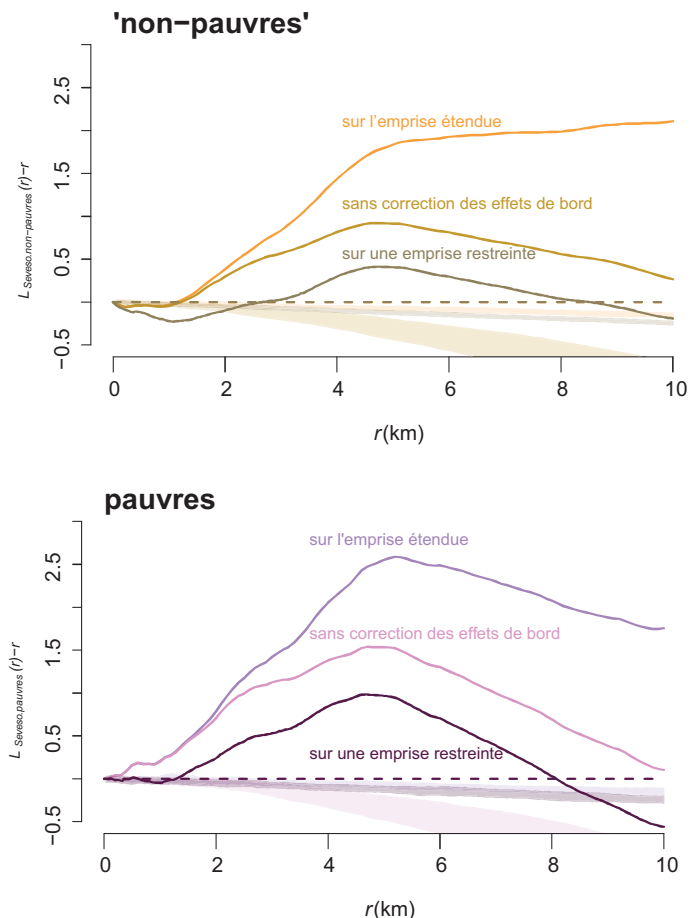 'non−pauvres'
2.5
1.5
0.5
−0.5
L Seveso,non−pauvres (r)−r
sur l'emprise étendue
sans correction des effets de bord
sur une emprise restreinte
0 2 4 6 8 10
r(km)
pauvres
2.5
1.5
0.5
−0.5
L Seveso,pauvres (r)−r
sur l'emprise étendue
sans correction des effets de bord
sur une emprise restreinte
0 2 4 6 8 10
r(km)